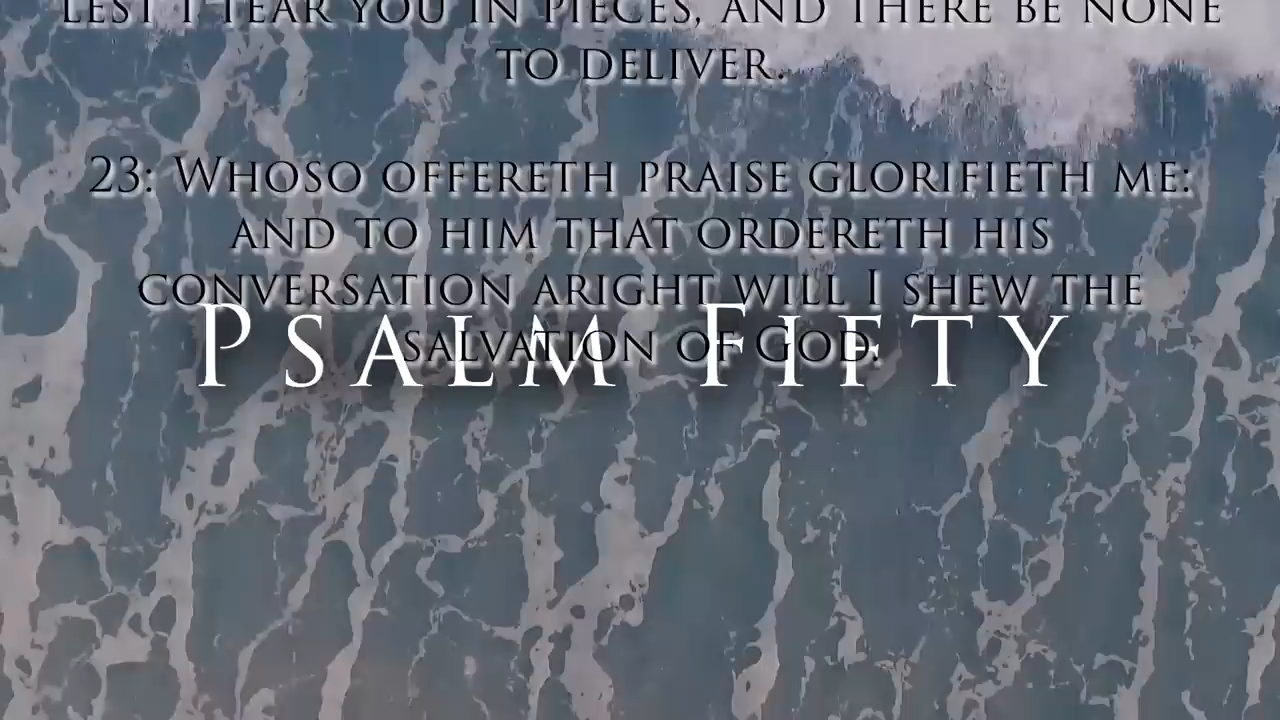 LEST I TEAR YOU IN PIECES, AND THERE BE NONE
TO DELIVER.
23: WHOSO OFFERETH PRAISE GLORIFIETH ME:
AND TO HIM THAT ORDERETH HIS
CONVERSATION ARIGHT WILL I SHEW THE
SALVATION OF GOD.
PSALM FIFTY